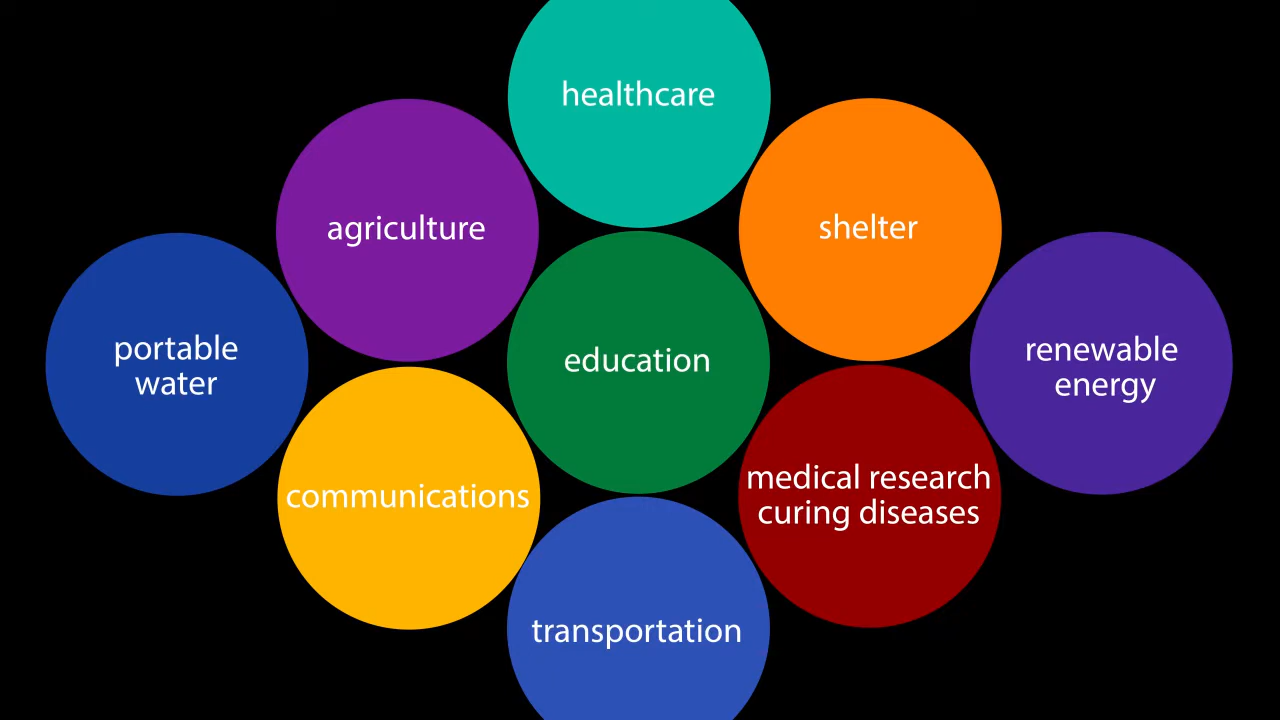 healthcare
agriculture
shelter
portable
water
education
renewable
energy
communications
medical research
curing diseases
transportation